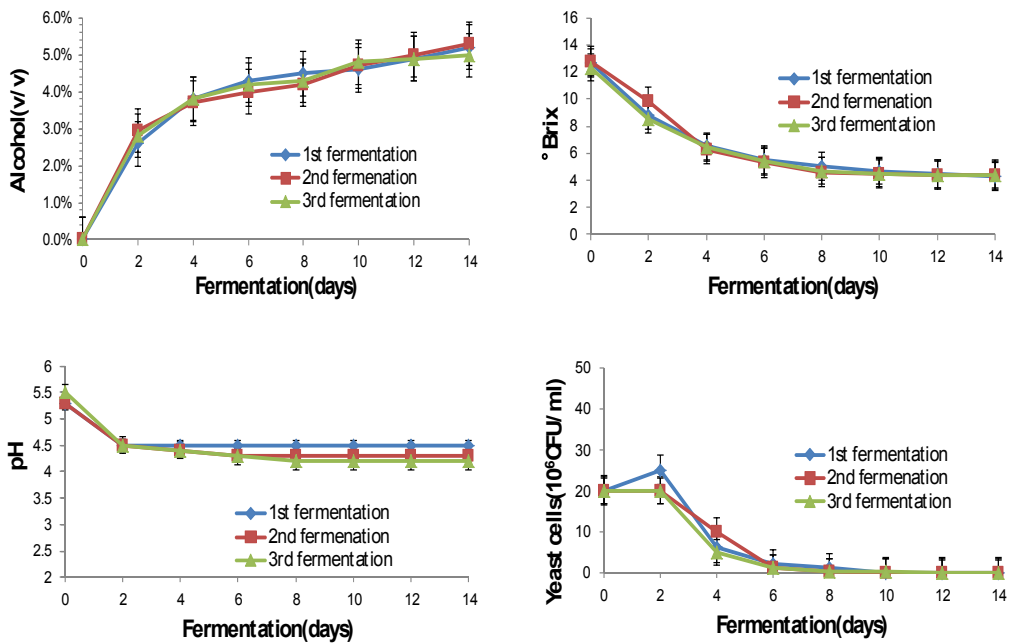 6.0%
5.0%
4.0%
3.0%
2.0%
1.0%
0.0%
Alcohol(v/ v)
1st fermentation
2nd fermenation
3rd fermentation
0 2 4 6 8 10 12 14
Fermentation(days)
16
14
12
10
8
6
4
2
0
° Brix
1st fermentation
2nd fermenation
3rd fermentation
0 2 4 6 8 10 12 14
Fermentation(days)
6
5.5
5
4.5
4
3.5
3
2.5
2
pH
1st fermentation
2nd fermenation
3rd fermentation
0 2 4 6 8 10 12 14
Fermentation(days)
50
40
30
20
10
0
Yeast cells(10⁶CFU/ ml)
1st fermentation
2nd fermenation
3rd fermentation
0 2 4 6 8 10 12 14
Fermentation(days)